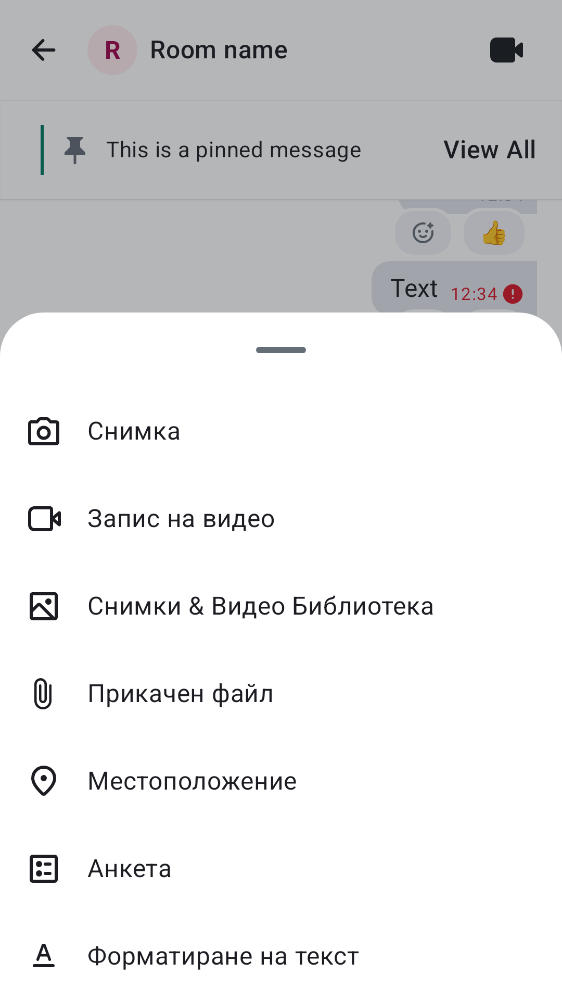 R Room name
This is a pinned message View All
Text 12:34
Снимка
Запис на видео
Снимки & Видео Библиотека
Прикачен файл
Местоположение
Анкета
Форматиране на текст